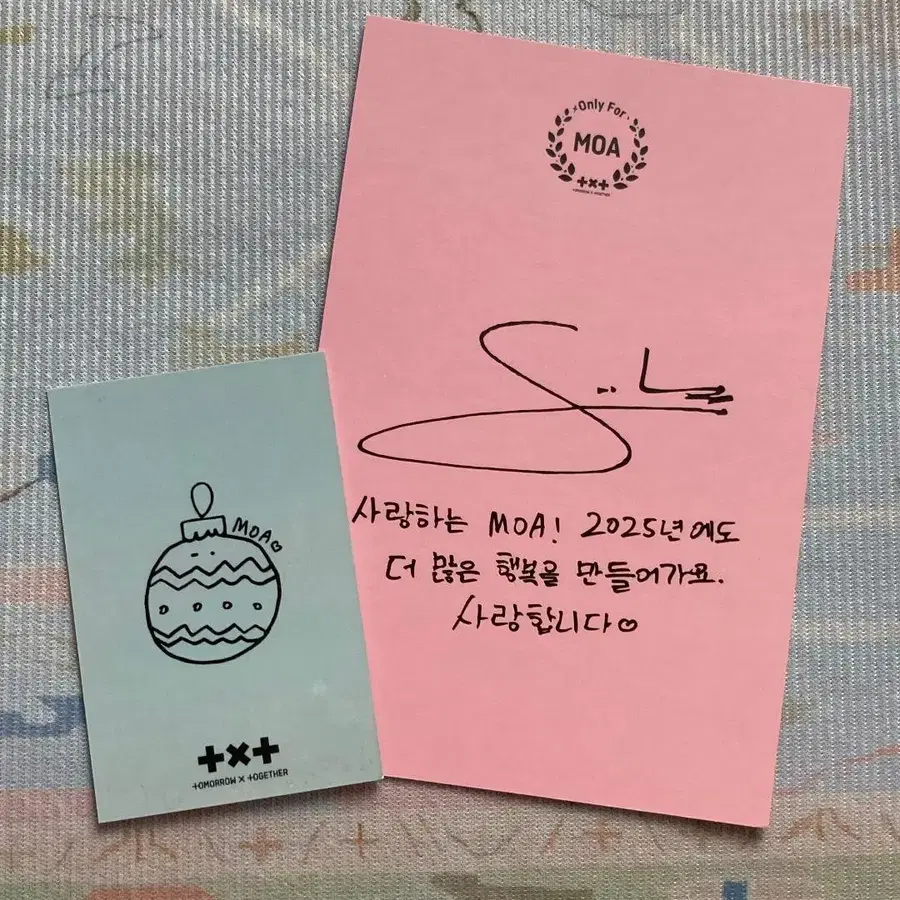 Only For
MOA
+×+
TOMORROW × TOGETHER
사랑하는 MOA! 2025년에도
더 많은 행복을 만들어가요.
사랑합니다♡
MOA♡
+×+
TOMORROW × TOGETHER